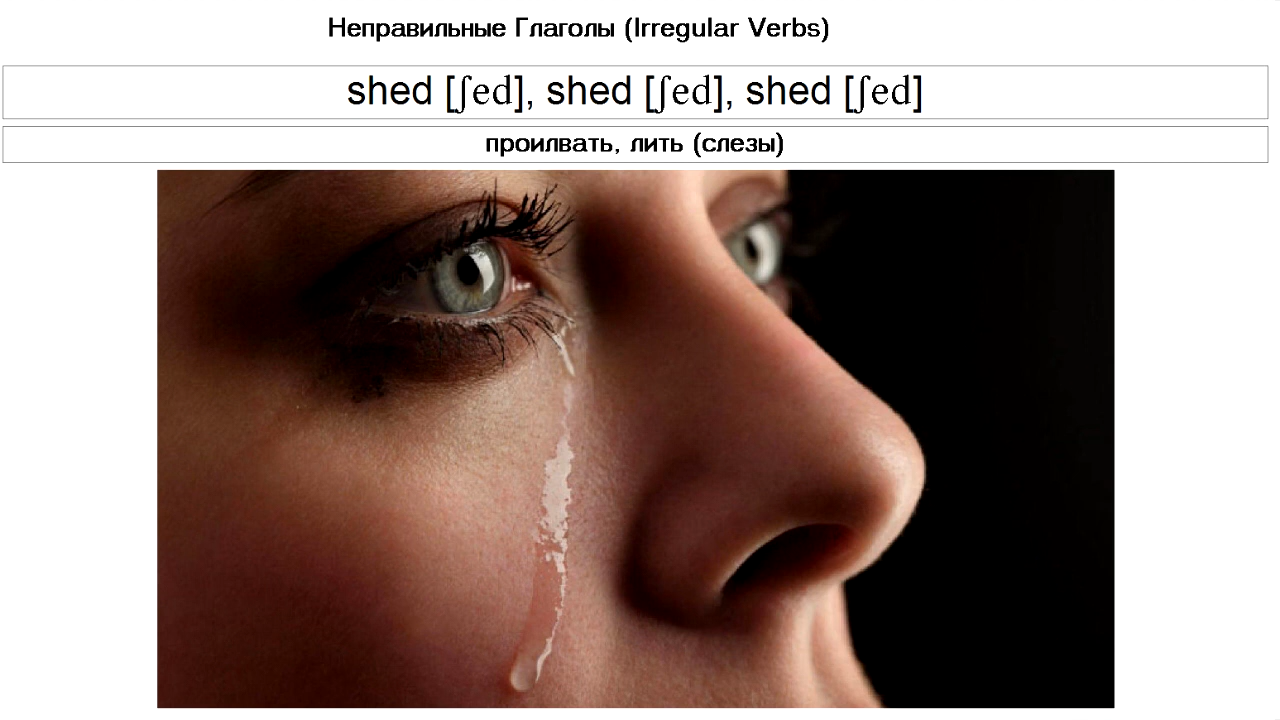 Неправильные Глаголы (Irregular Verbs)
shed [ʃed], shed [ʃed], shed [ʃed]
проилвать, лить (слезы)